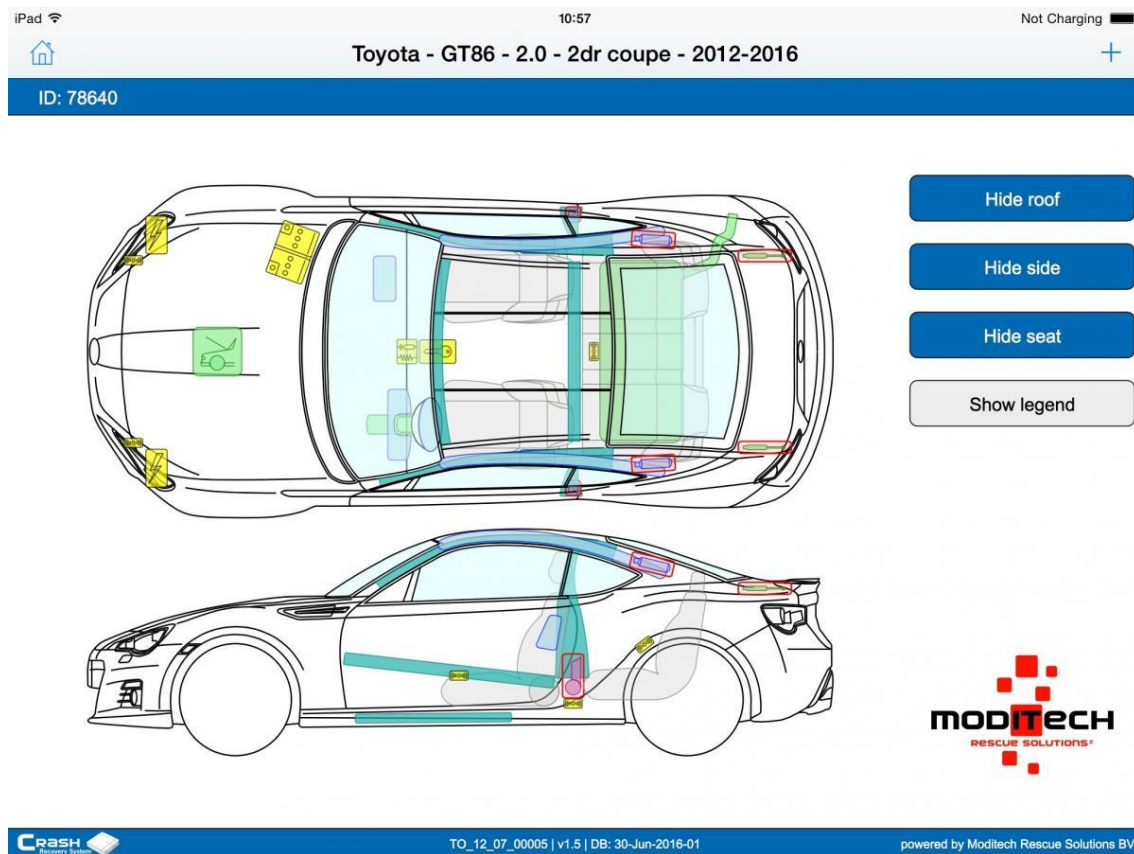 iPad
10:57
Not Charging
Toyota - GT86 - 2.0 - 2dr coupe - 2012-2016
ID: 78640
Hide roof
Hide side
Hide seat
Show legend
MODITECH
RESCUE SOLUTIONS®
CRASH
Recovery System
TO_12_07_00005 | v1.5 | DB: 30-Jun-2016-01
powered by Moditech Rescue Solutions BV